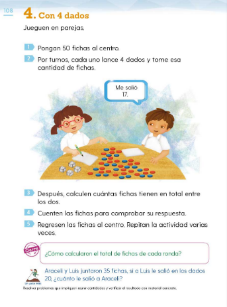 108
4. Con 4 dados
Jueguen en parejas.
1 Pongan 50 fichas al centro.
2 Por turnos, cada uno lance 4 dados y tome esa
cantidad de fichas.
Me salió
17.
3 Después, calculen cuántas fichas tienen en total entre
los dos.
4 Cuenten las fichas para comprobar su respuesta.
5 Regresen las fichas al centro. Repitan la actividad varias
veces.
¿Cómo calcularon el total de fichas de cada ronda?
Araceli y Luis juntaron 35 fichas, si a Luis le salió en los dados
20, ¿cuánto le salió a Araceli?